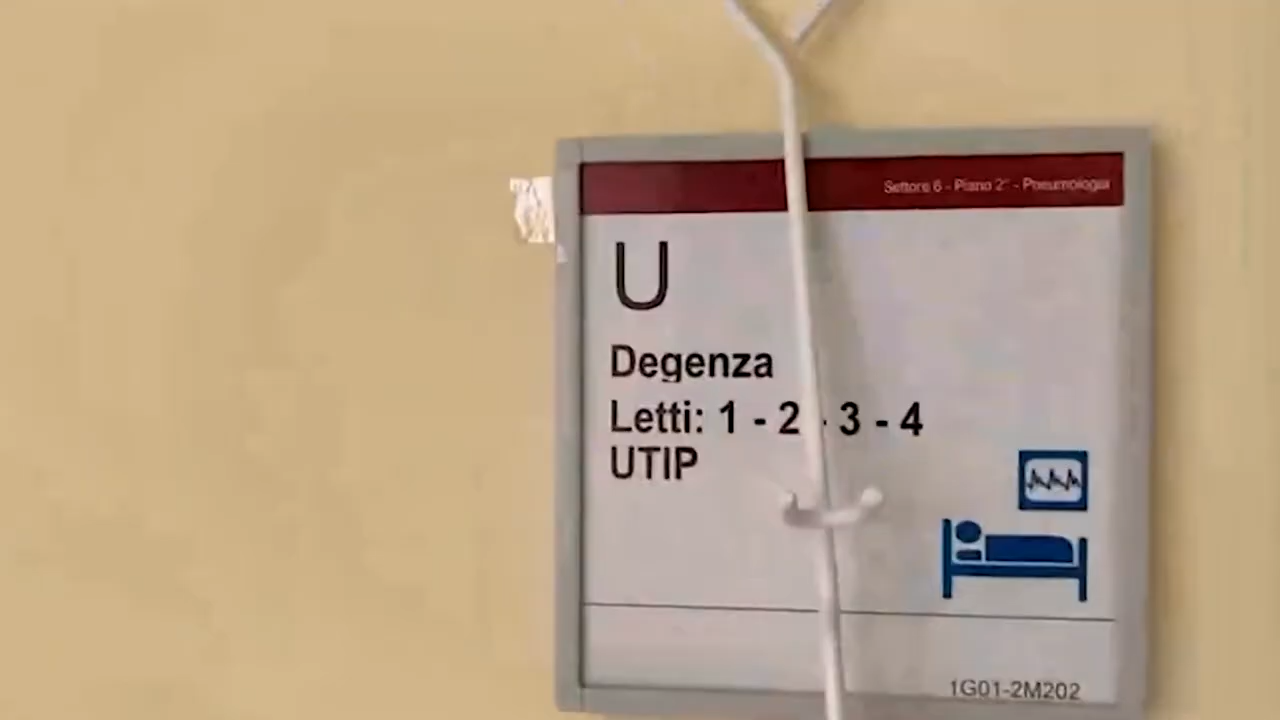 Settore 6 - Piano 2° - Pneumologia
U
Degenza
Letti: 1 - 2 - 3 - 4
UTIP
1G01-2M202